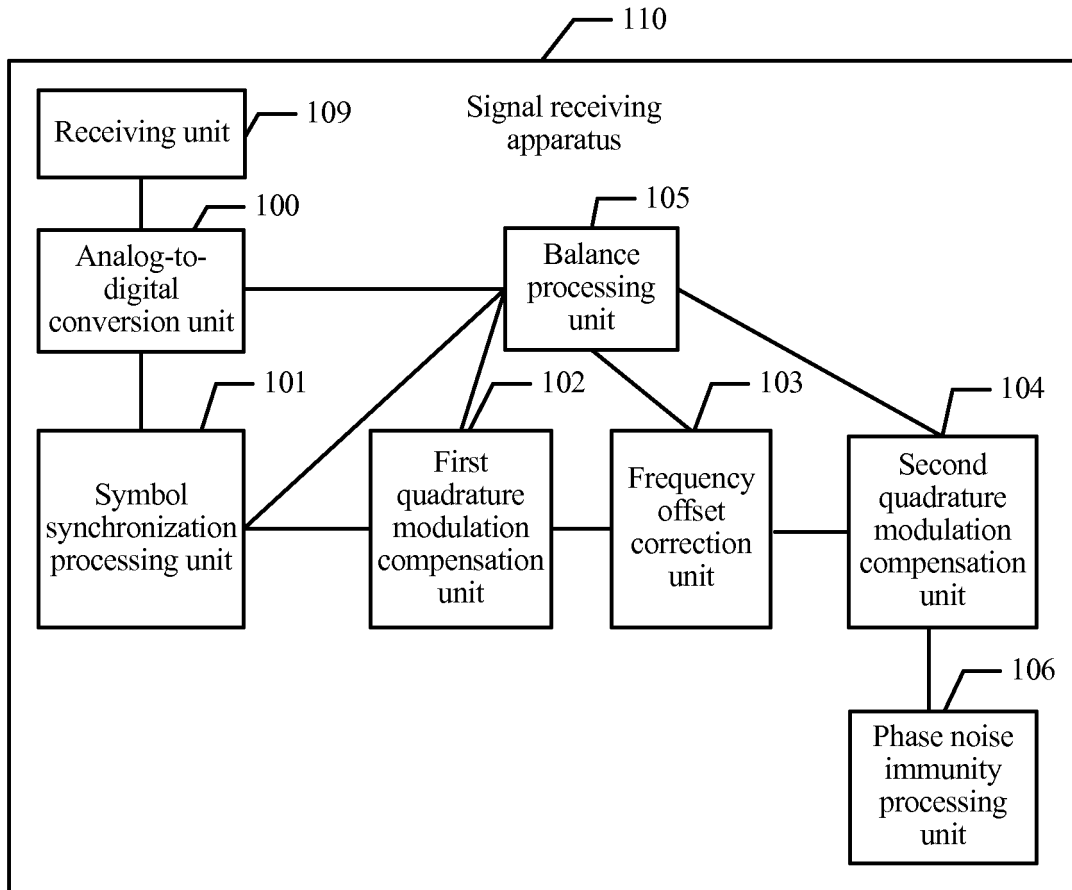 110
Signal receiving
apparatus
Receiving unit
109
100
Analog-to-
digital
conversion unit
105
Balance
processing
unit
101
Symbol
synchronization
processing unit
102
First
quadrature
modulation
compensation
unit
103
Frequency
offset
correction
unit
104
Second
quadrature
modulation
compensation
unit
106
Phase noise
immunity
processing
unit